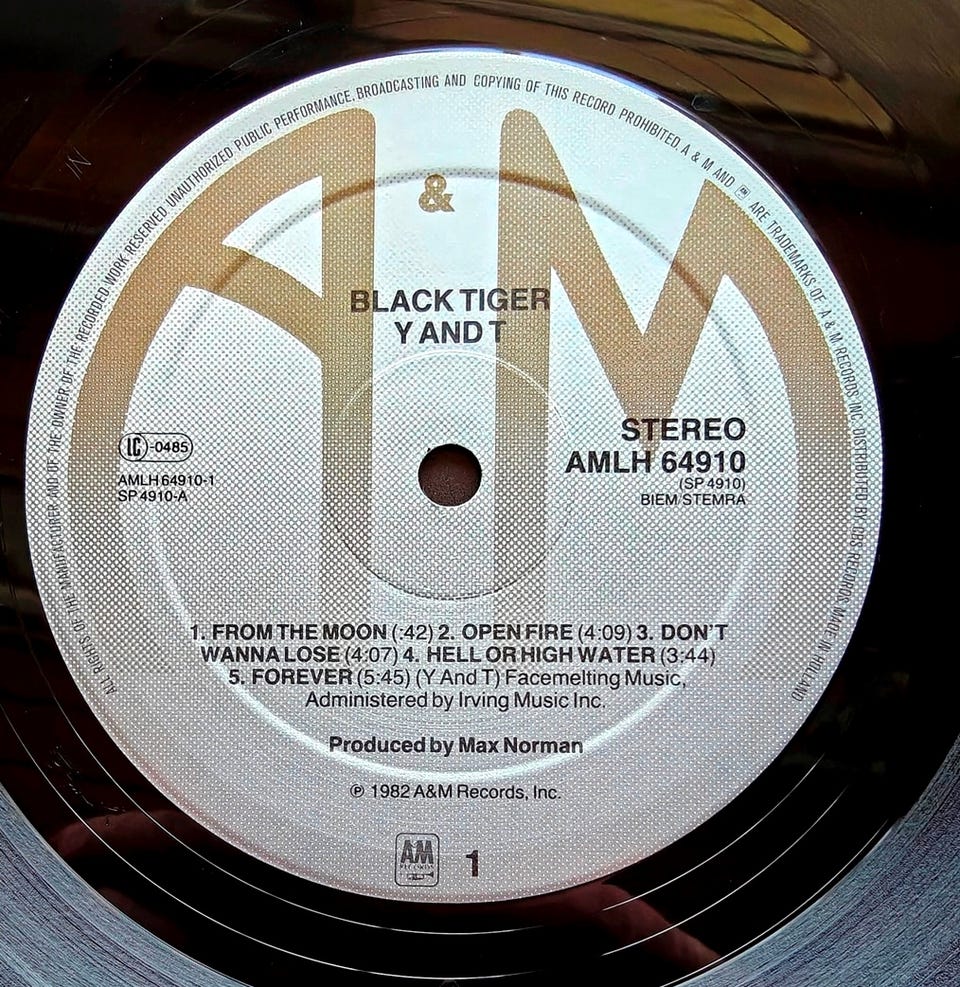 ALL RIGHTS OF THE MANUFACTURER AND OF THE OWNER OF THE RECORDED WORK RESERVED UNAUTHORIZED PUBLIC PERFORMANCE, BROADCASTING AND COPYING OF THIS RECORD PROHIBITED. A & M AND AM ARE TRADEMARKS OF A & M RECORDS INC. DISTRIBUTED BY CBS RECORDS. MADE IN HOLLAND
A & M
BLACK TIGER
Y AND T
LC-0485
AMLH 64910-1
SP 4910-A
STEREO
AMLH 64910
(SP 4910)
BIEM/STEMRA
1. FROM THE MOON (:42) 2. OPEN FIRE (4:09) 3. DON'T
WANNA LOSE (4:07) 4. HELL OR HIGH WATER (3:44)
5. FOREVER (5:45) (Y And T) Facemelting Music,
Administered by Irving Music Inc.
Produced by Max Norman
℗ 1982 A&M Records, Inc.
AM
RECORDS
1